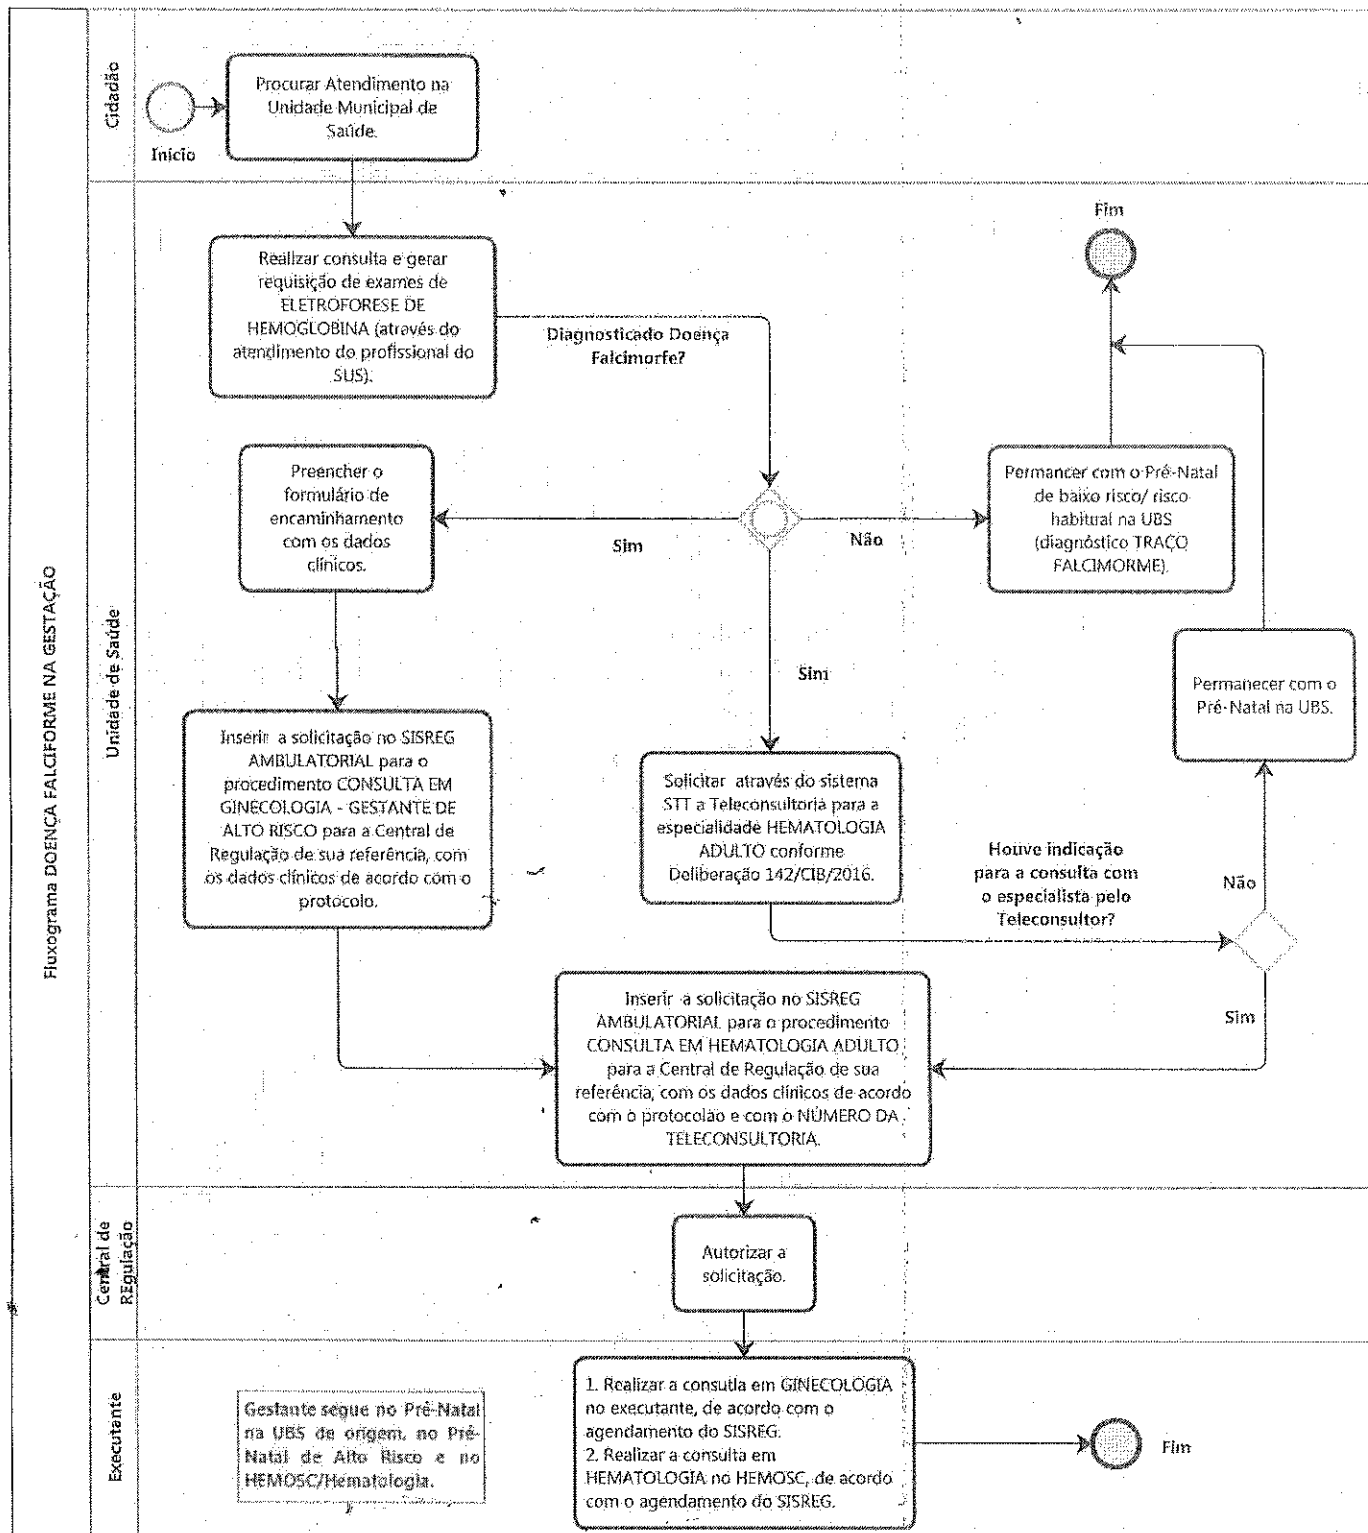 Fluxograma DOENÇA FALCIFORME NA GESTAÇÃO
Cidadão
Início
Procurar Atendimento na
Unidade Municipal de
Saúde.
Unidade de Saúde
Realizar consulta e gerar
requisição de exames de
ELETROFORESE DE
HEMOGLOBINA (através do
atendimento do profissional do
SUS).
Diagnosticado Doença
Falcimorfe?
Fim
Preencher o
formulário de
encaminhamento
com os dados
clínicos.
Sim
Não
Permancer com o Pré-Natal
de baixo risco/ risco
habitual na UBS
(diagnóstico TRAÇO
FALCIMORME).
Sim
Permanecer com o
Pré-Natal na UBS.
Inserir a solicitação no SISREG
AMBULATORIAL para o
procedimento CONSULTA EM
GINECOLOGIA - GESTANTE DE
ALTO RISCO para a Central de
Regulação de sua referência, com
os dados clínicos de acordo com o
protocolo.
Solicitar através do sistema
STT a Teleconsultoria para a
especialidade HEMATOLOGIA
ADULTO conforme
Deliberação 142/CIB/2016.
Houve indicação
para a consulta com
o especialista pelo
Teleconsultor?
Não
Sim
Inserir a solicitação no SISREG
AMBULATORIAL para o procedimento
CONSULTA EM HEMATOLOGIA ADULTO
para a Central de Regulação de sua
referência, com os dados clínicos de acordo
com o protocolão e com o NÚMERO DA
TELECONSULTORIA.
Central de
REgulação
Autorizar a
solicitação.
Executante
Gestante segue no Pré-Natal
na UBS de origem, no Pré-
Natal de Alto Risco e no
HEMOSC/Hematologia.
1. Realizar a consutla em GINECOLOGIA
no executante, de acordo com o
agendamento do SISREG.
2. Realizar a consulta em
HEMATOLOGIA no HEMOSC, de acordo
com o agendamento do SISREG.
Fim